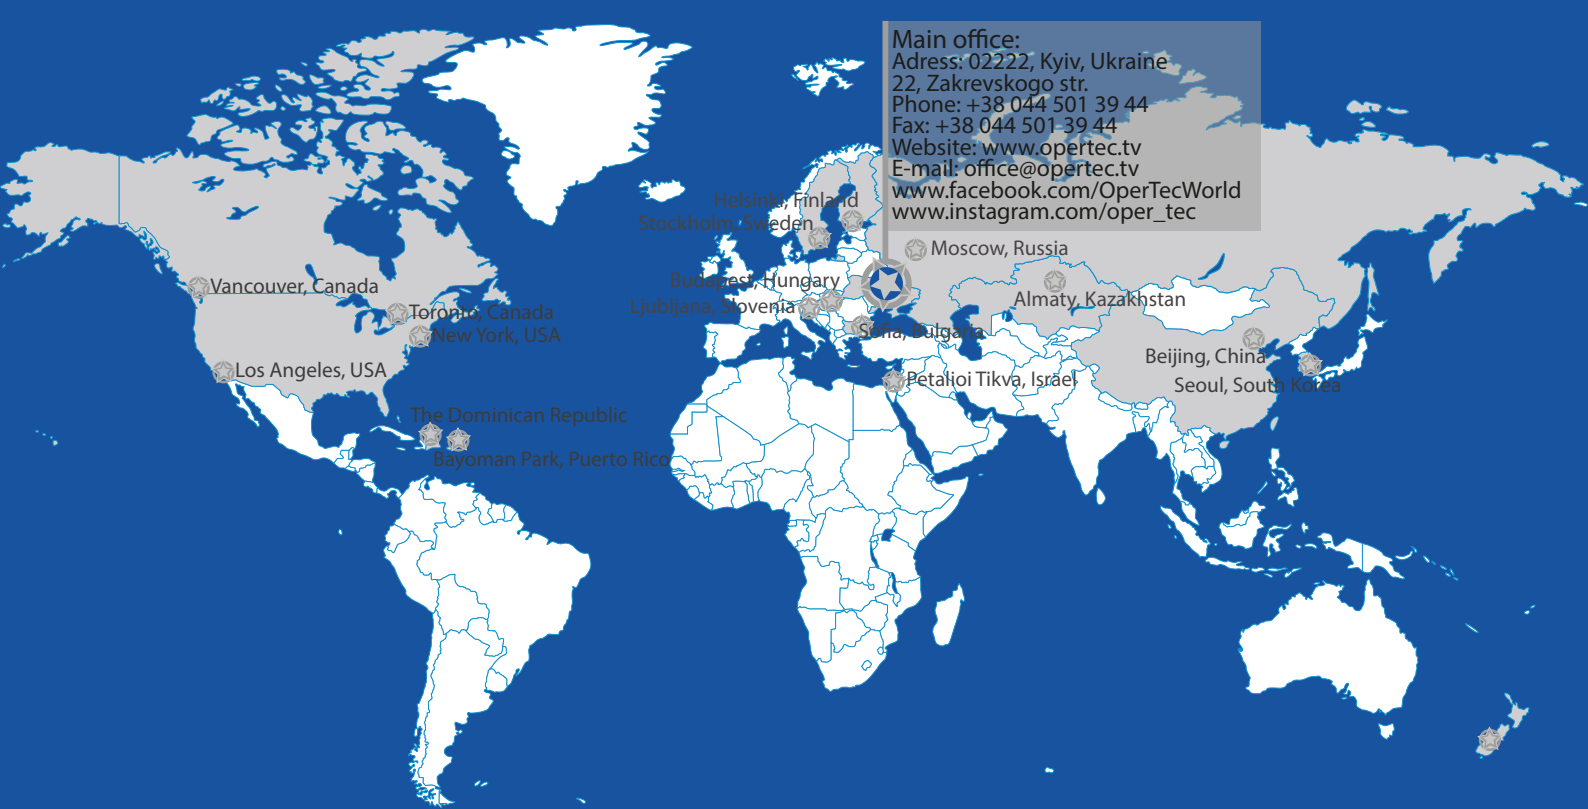 Main office:
Adress: 02222, Kyiv, Ukraine
22, Zakrevskogo str.
Phone: +38 044 501 39 44
Fax: +38 044 501 39 44
Website: www.opertec.tv
E-mail: office@opertec.tv
www.facebook.com/OperTecWorld
www.instagram.com/oper_tec
Helsinki, Finland
Stockholm, Sweden
Moscow, Russia
Budapest, Hungary
Vancouver, Canada
Almaty, Kazakhstan
Ljubljana, Slovenia
Toronto, Canada
Sofia, Bulgaria
New York, USA
Beijing, China
Los Angeles, USA
Petalioi Tikva, Israel
Seoul, South Korea
The Dominican Republic
Bayoman Park, Puerto Rico